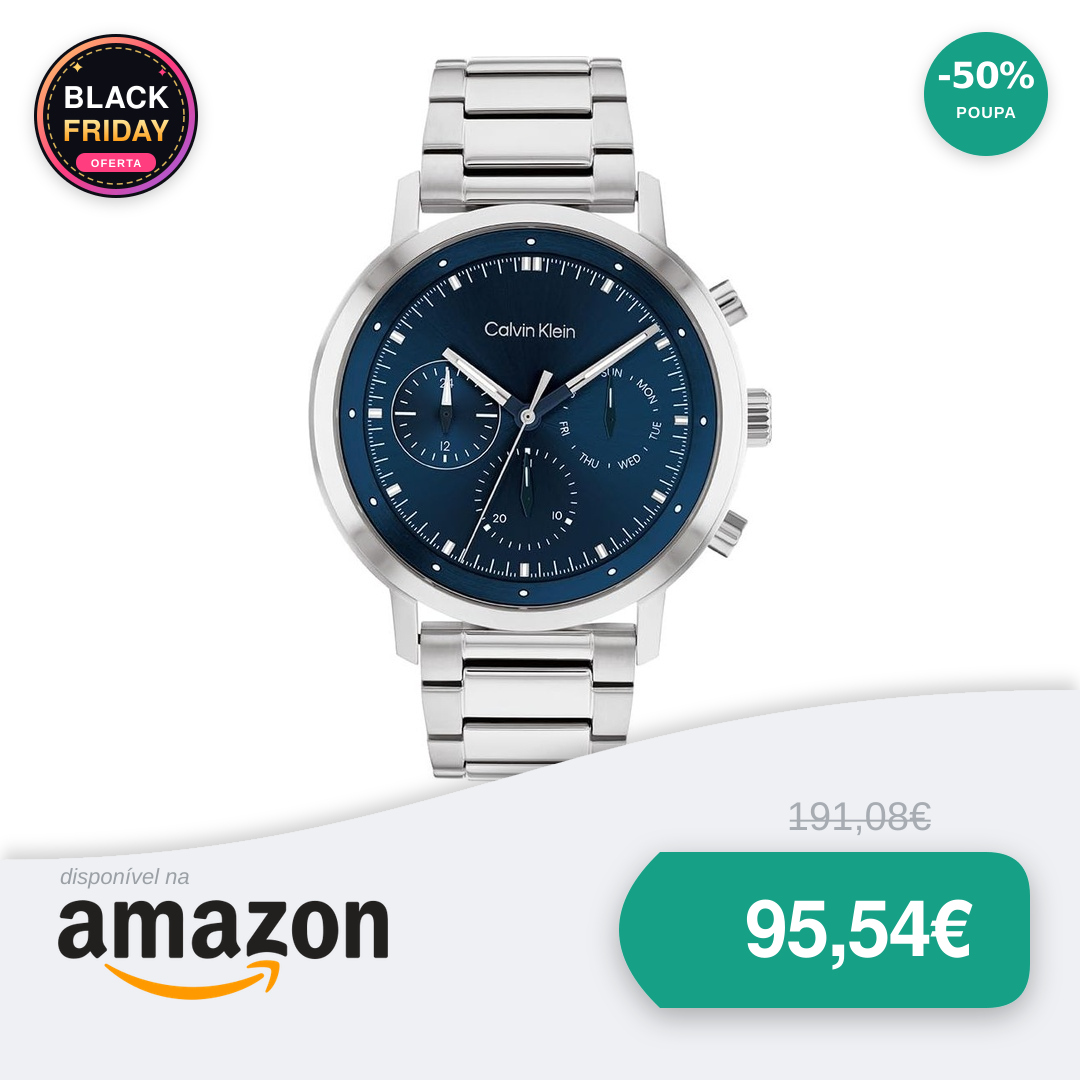 BLACK
FRIDAY
OFERTA
-50%
POUPA
Calvin Klein
24
12
SUN
MON
TUE
WED
THU
FRI
20
10
191,08€
disponível na
amazon
95,54€